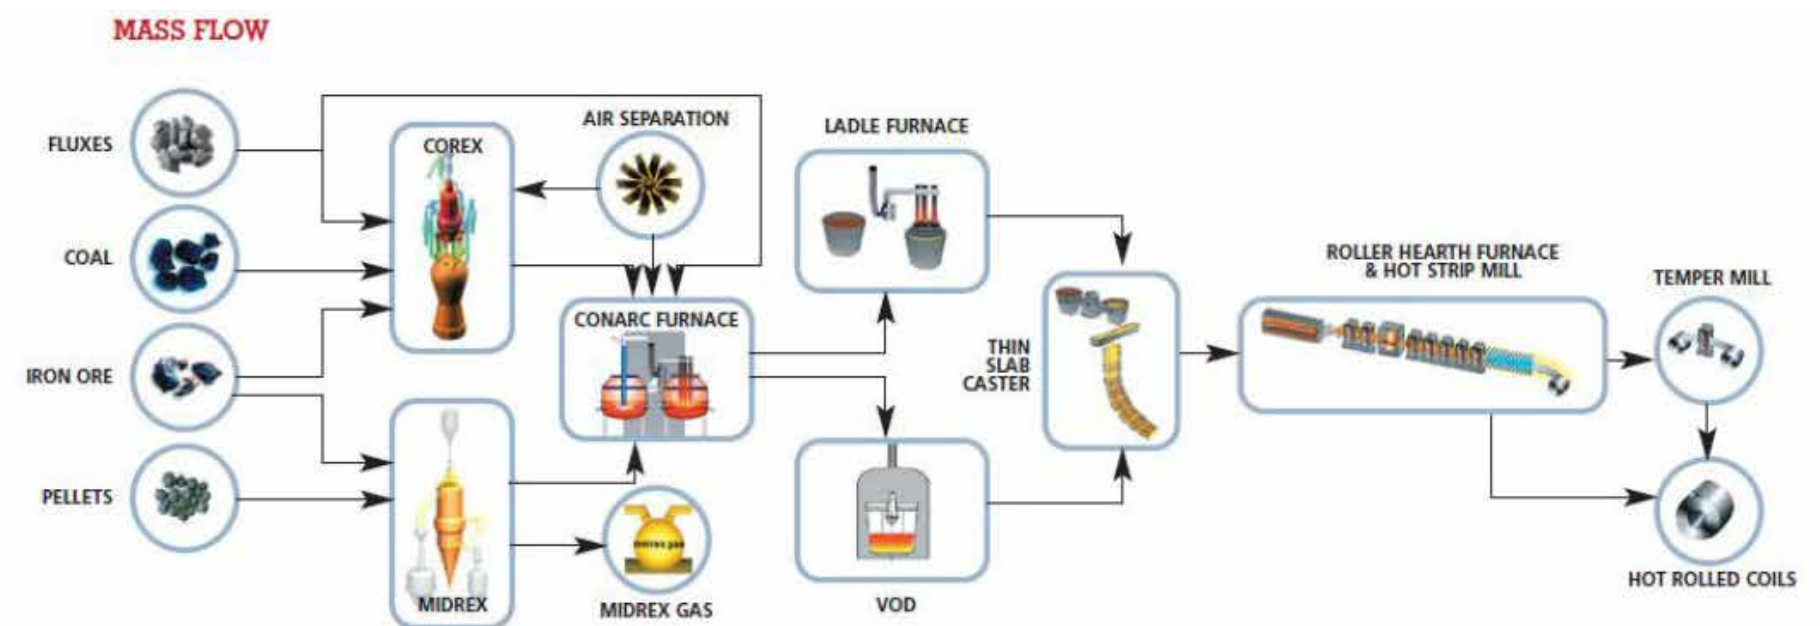 MASS FLOW
FLUXES
COAL
IRON ORE
PELLETS
COREX
MIDREX
AIR SEPARATION
CONARC FURNACE
MIDREX GAS
LADLE FURNACE
VOD
THIN
SLAB
CASTER
ROLLER HEARTH FURNACE
& HOT STRIP MILL
TEMPER MILL
HOT ROLLED COILS